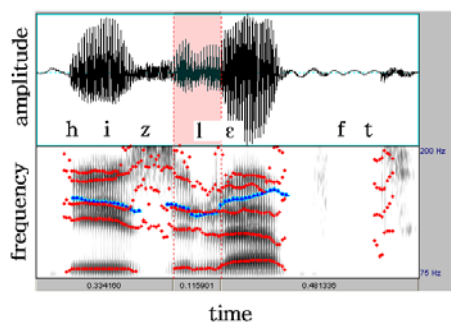 amplitude
h i z l ɛ f t
frequency
200 Hz
75 Hz
0.334160 0.115901 0.481336
time